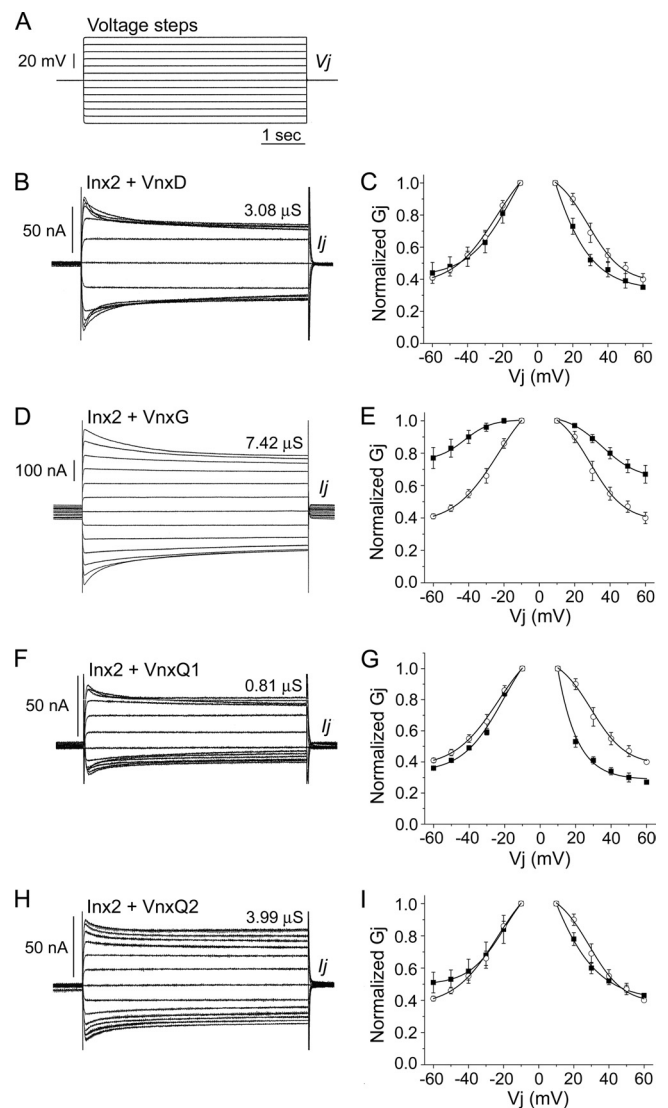 A
Voltage steps
20 mV
Vj
1 sec
B
Inx2 + VnxD
3.08 µS
50 nA
Ij
C
Normalized Gj
1.0
0.8
0.6
0.4
0.2
0.0
-60 -40 -20 0 20 40 60
Vj (mV)
D
Inx2 + VnxG
7.42 µS
100 nA
Ij
E
Normalized Gj
1.0
0.8
0.6
0.4
0.2
0.0
-60 -40 -20 0 20 40 60
Vj (mV)
F
Inx2 + VnxQ1
0.81 µS
50 nA
Ij
G
Normalized Gj
1.0
0.8
0.6
0.4
0.2
0.0
-60 -40 -20 0 20 40 60
Vj (mV)
H
Inx2 + VnxQ2
3.99 µS
50 nA
Ij
I
Normalized Gj
1.0
0.8
0.6
0.4
0.2
0.0
-60 -40 -20 0 20 40 60
Vj (mV)